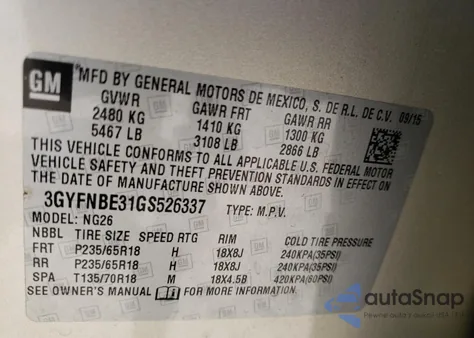 GM
MFD BY GENERAL MOTORS DE MEXICO, S. DE R.L. DE C.V. 09/15
GVWR GAWR FRT GAWR RR
2480 KG 1410 KG 1300 KG
5467 LB 3108 LB 2866 LB
THIS VEHICLE CONFORMS TO ALL APPLICABLE U.S. FEDERAL MOTOR
VEHICLE SAFETY AND THEFT PREVENTION STANDARDS IN EFFECT ON
THE DATE OF MANUFACTURE SHOWN ABOVE.
3GYFNBE31GS526337 TYPE: M.P.V.
MODEL: NG26
NBBL TIRE SIZE SPEED RTG RIM COLD TIRE PRESSURE
FRT P235/65R18 H 18X8J 240KPA(35PSI)
RR P235/65R18 H 18X8J 240KPA(35PSI)
SPA T135/70R18 M 18X4.5B 420KPA(60PSI)
SEE OWNER'S MANUAL FOR MORE INFORMATION.
autoSnap